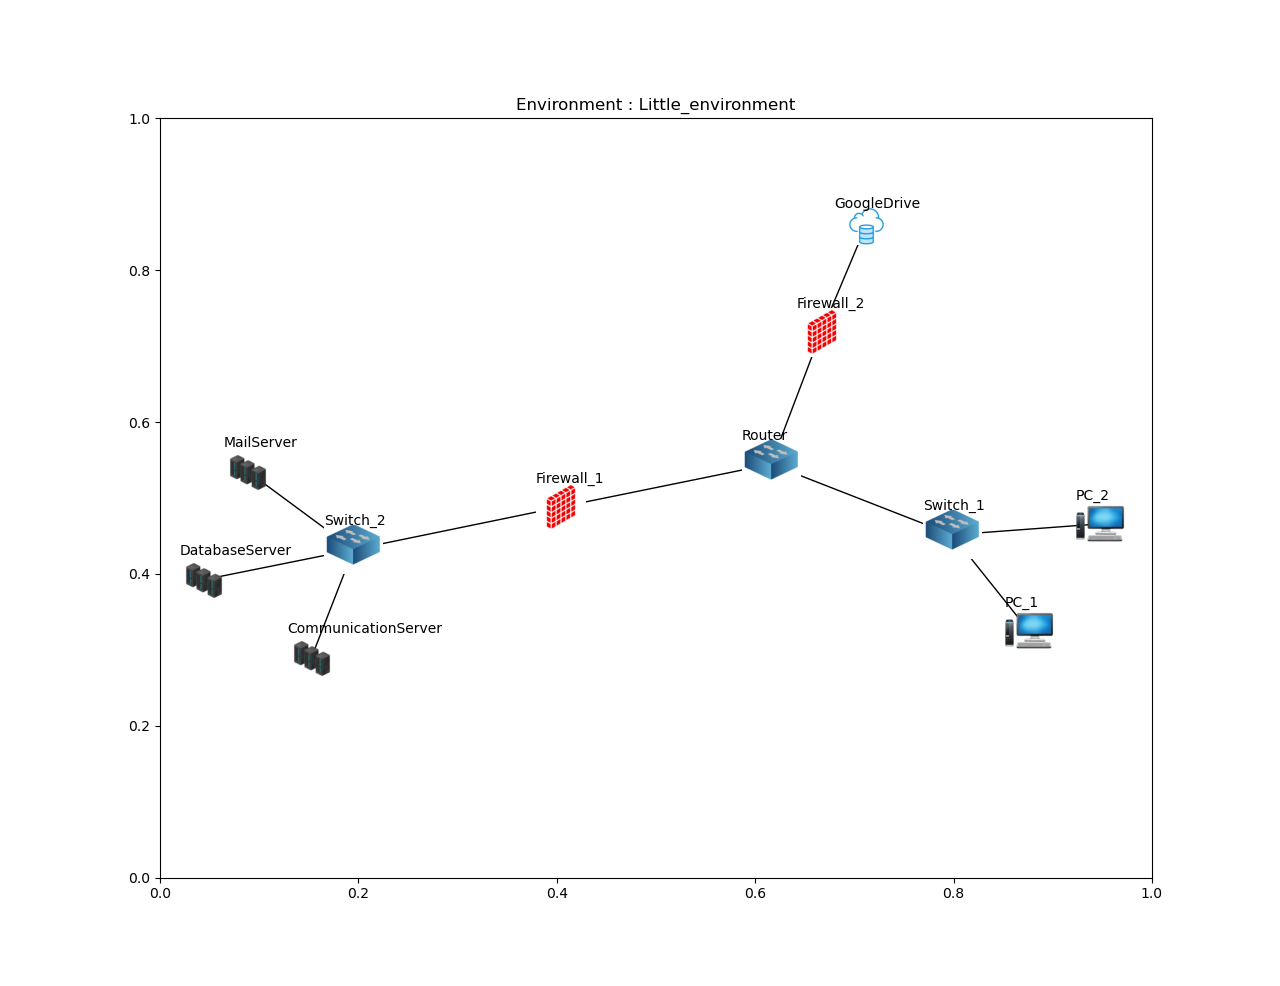 Environment : Little_environment
1.0
GoogleDrive
0.8
Firewall_2
0.6
Router
MailServer
Firewall_1
PC_2
Switch_1
Switch_2
DatabaseServer
0.4
PC_1
CommunicationServer
0.2
0.0
0.0 0.2 0.4 0.6 0.8 1.0